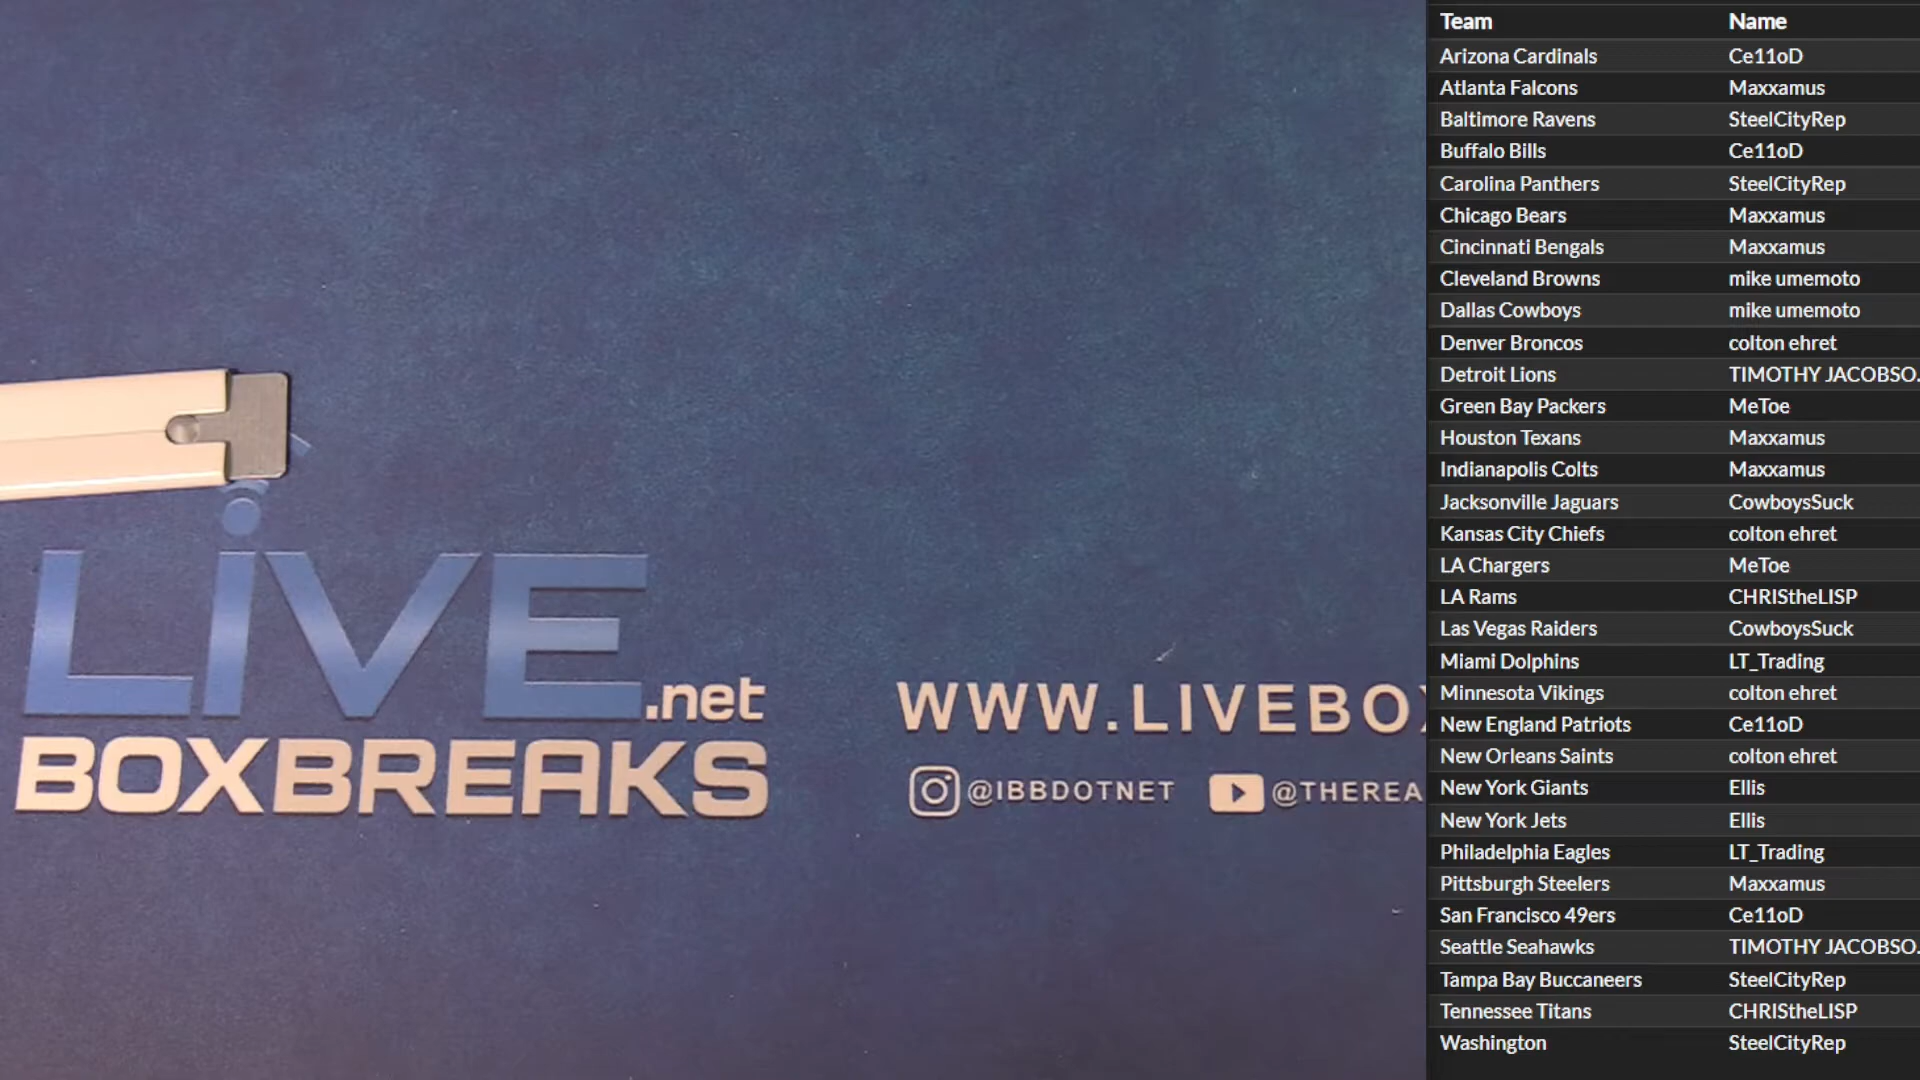 LiVE.net
BOXBREAKS
WWW.LIVEBOX
@IBBDOTNET @THEREA
Team Name
Arizona Cardinals Ce11oD
Atlanta Falcons Maxxamus
Baltimore Ravens SteelCityRep
Buffalo Bills Ce11oD
Carolina Panthers SteelCityRep
Chicago Bears Maxxamus
Cincinnati Bengals Maxxamus
Cleveland Browns mike umemoto
Dallas Cowboys mike umemoto
Denver Broncos colton ehret
Detroit Lions TIMOTHY JACOBSO.
Green Bay Packers MeToe
Houston Texans Maxxamus
Indianapolis Colts Maxxamus
Jacksonville Jaguars CowboysSuck
Kansas City Chiefs colton ehret
LA Chargers MeToe
LA Rams CHRIStheLISP
Las Vegas Raiders CowboysSuck
Miami Dolphins LT_Trading
Minnesota Vikings colton ehret
New England Patriots Ce11oD
New Orleans Saints colton ehret
New York Giants Ellis
New York Jets Ellis
Philadelphia Eagles LT_Trading
Pittsburgh Steelers Maxxamus
San Francisco 49ers Ce11oD
Seattle Seahawks TIMOTHY JACOBSO.
Tampa Bay Buccaneers SteelCityRep
Tennessee Titans CHRIStheLISP
Washington SteelCityRep